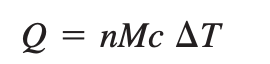 Q = nMc ΔT